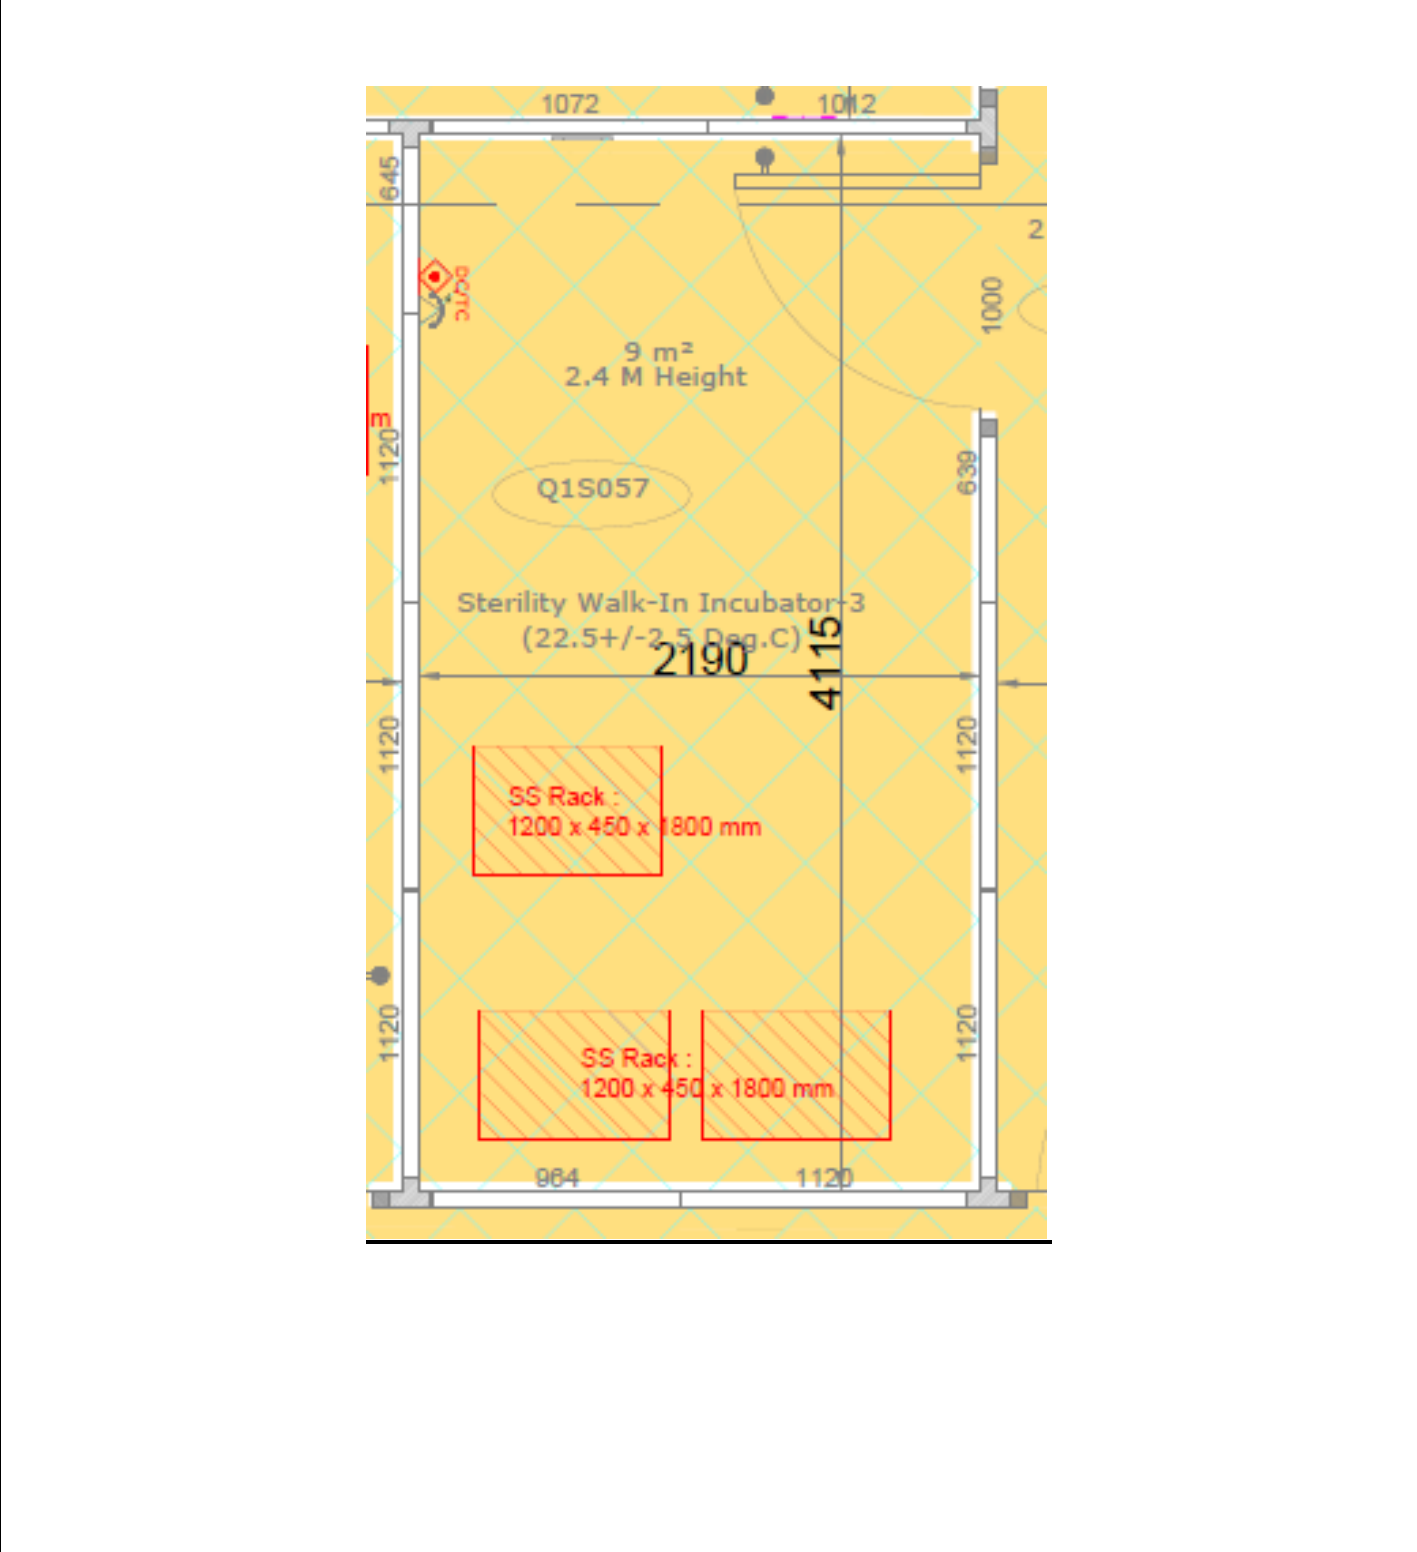 1072
1012
645
2
1000
9 m²
2.4 M Height
m
1120
639
Q1S057
Sterility Walk-In Incubator-3
(22.5+/-2.5 Deg.C)
2190
4115
1120
1120
SS Rack :
1200 x 450 x 1800 mm
1120
1120
SS Rack :
1200 x 450 x 1800 mm
964
1120